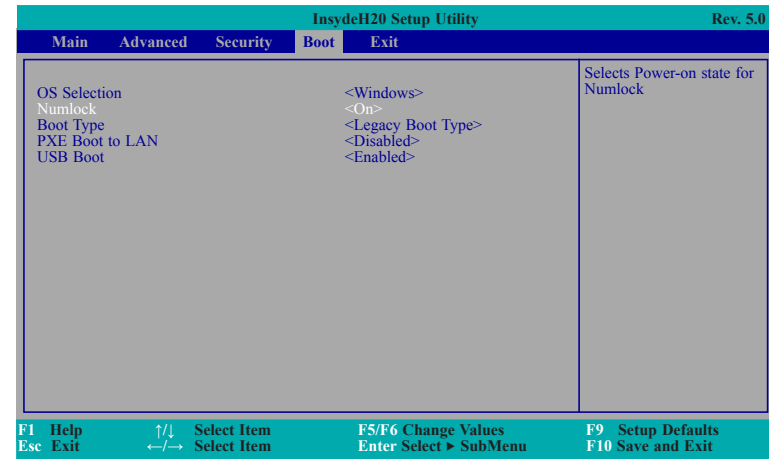 InsydeH20 Setup Utility Rev. 5.0
Main Advanced Security Boot Exit
OS Selection <Windows>
Numlock <On>
Boot Type <Legacy Boot Type>
PXE Boot to LAN <Disabled>
USB Boot <Enabled>
Selects Power-on state for
Numlock
F1 Help ↑/↓ Select Item F5/F6 Change Values F9 Setup Defaults
Esc Exit ←/→ Select Item Enter Select ► SubMenu F10 Save and Exit